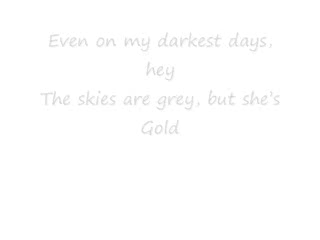 Even on my darkest days,
hey
The skies are grey, but she's
Gold